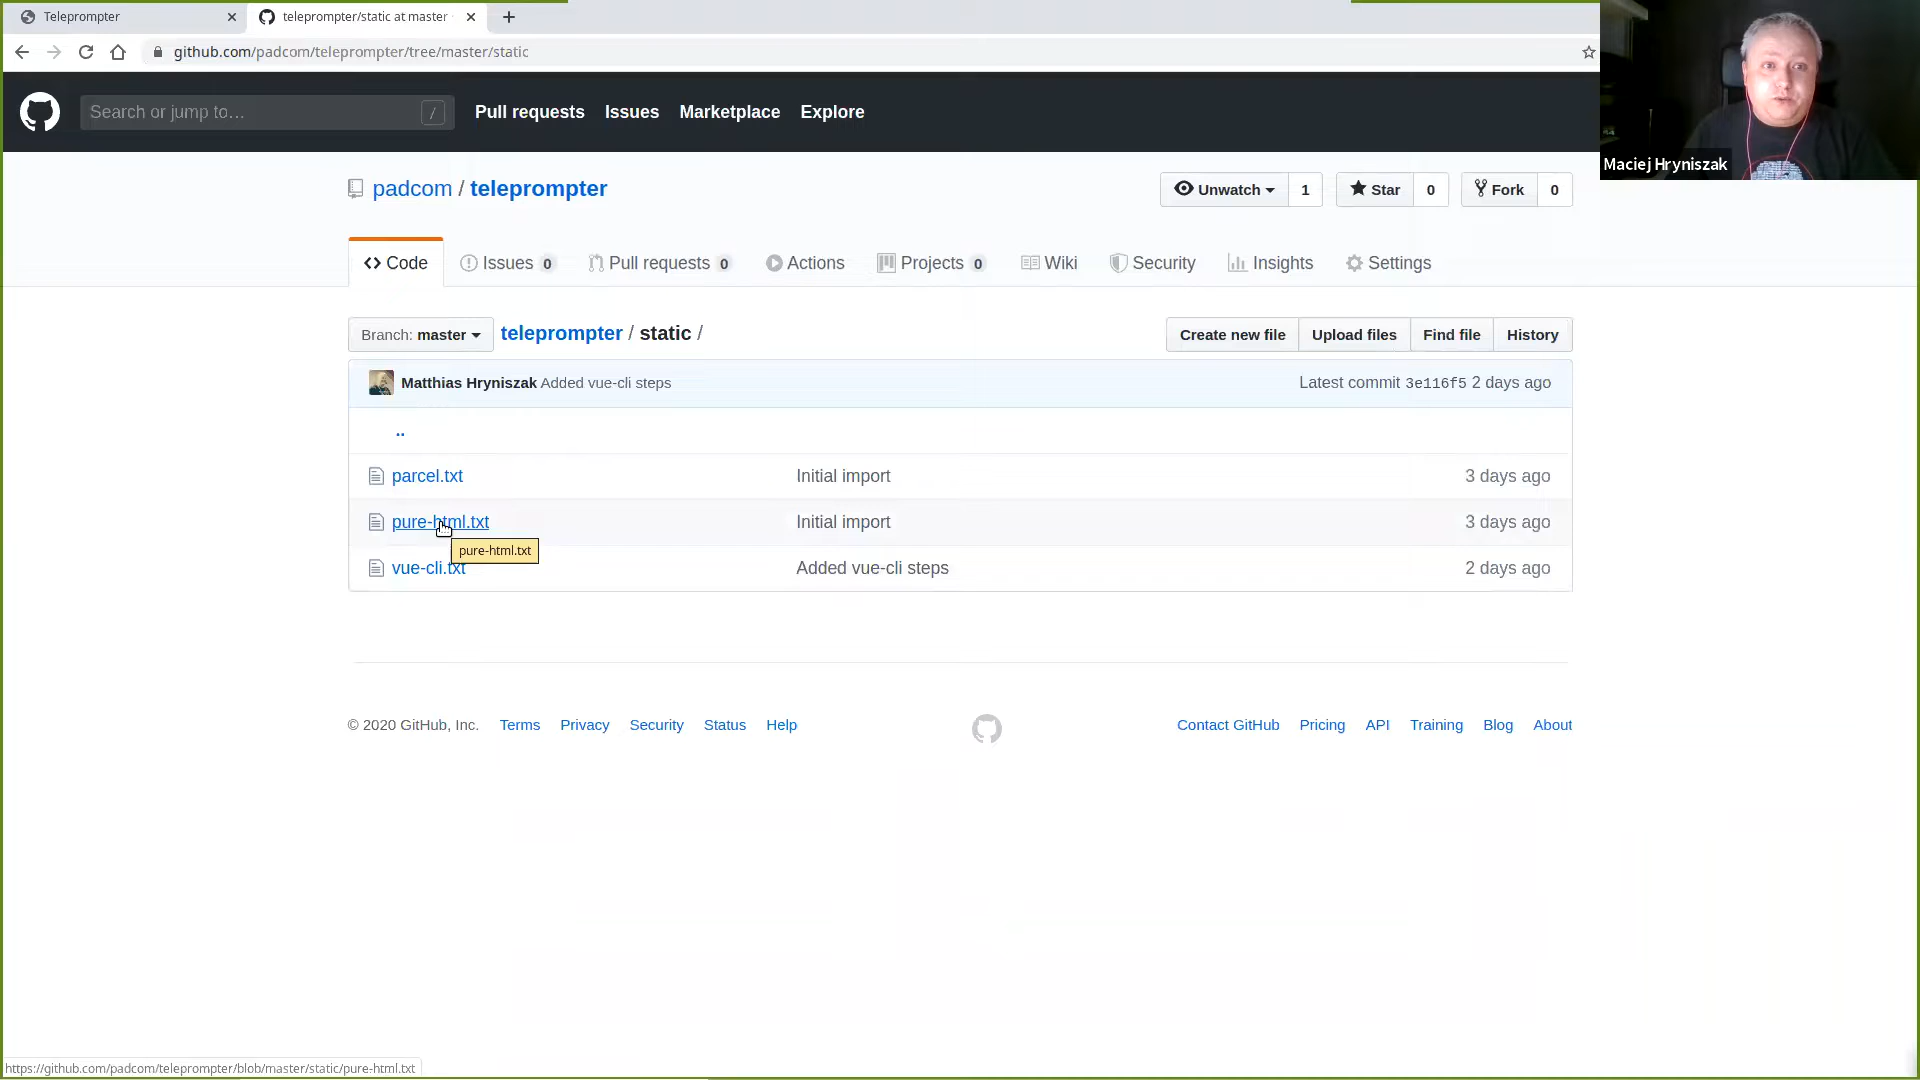 Teleprompter
teleprompter/static at master
github.com/padcom/teleprompter/tree/master/static
Search or jump to…
/
Pull requests
Issues
Marketplace
Explore
Maciej Hryniszak
padcom / teleprompter
Unwatch 1
Star 0
Fork 0
Code
Issues 0
Pull requests 0
Actions
Projects 0
Wiki
Security
Insights
Settings
Branch: master
teleprompter / static /
Create new file
Upload files
Find file
History
Matthias Hryniszak Added vue-cli steps
Latest commit 3e116f5 2 days ago
..
parcel.txt Initial import 3 days ago
pure-html.txt Initial import 3 days ago
pure-html.txt
vue-cli.txt Added vue-cli steps 2 days ago
© 2020 GitHub, Inc. Terms Privacy Security Status Help
Contact GitHub Pricing API Training Blog About
https://github.com/padcom/teleprompter/blob/master/static/pure-html.txt